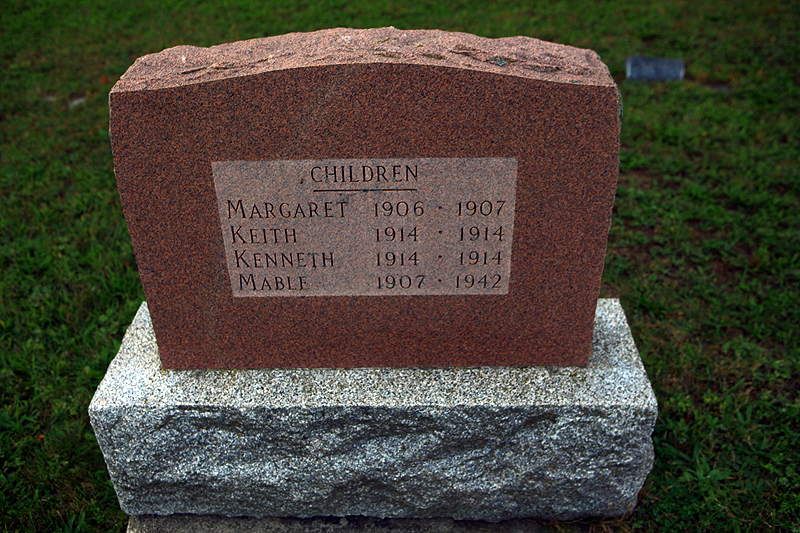 CHILDREN
MARGARET 1906 · 1907
KEITH 1914 · 1914
KENNETH 1914 · 1914
MABLE 1907 · 1942